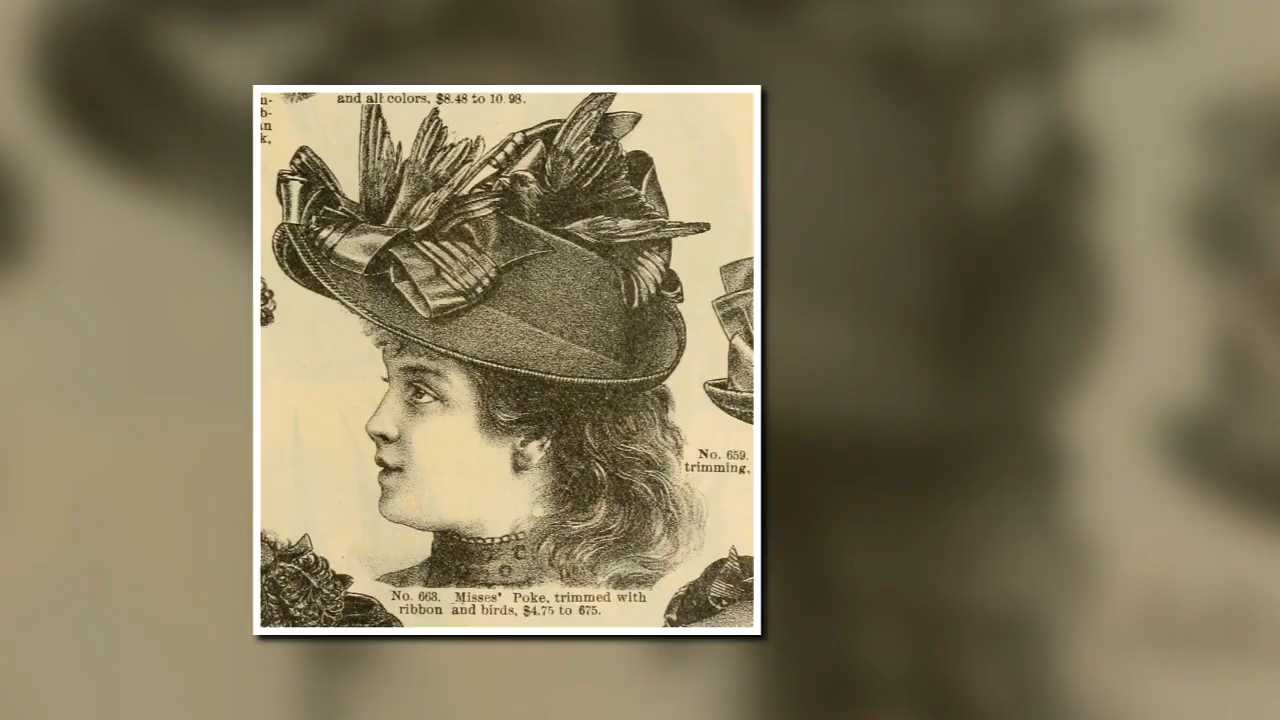 and all colors, $8.48 to 10 98.
n-
b-
in
k,
No. 659.
trimming,
No. 663. Misses' Poke, trimmed with
ribbon and birds, $4.75 to 675.